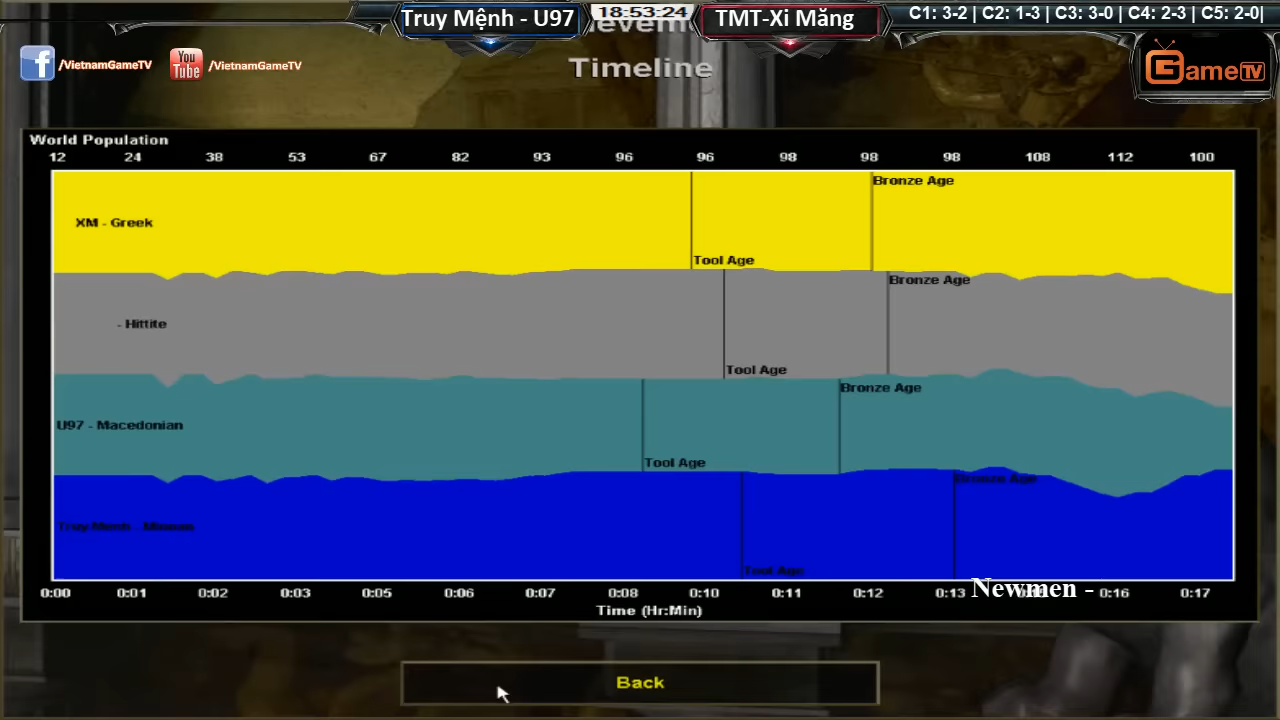 Truy Mệnh - U97
18:53:24
TMT-Xi Măng
C1: 3-2 | C2: 1-3 | C3: 3-0 | C4: 2-3 | C5: 2-0|
/VietnamGameTV
You Tube
/VietnamGameTV
GameTV
Timeline
World Population
12 24 38 53 67 82 93 96 96 98 98 98 108 112 100
Bronze Age
XM - Greek
Tool Age
Bronze Age
- Hittite
Tool Age
Bronze Age
U97 - Macedonian
Tool Age
Bronze Age
Truy Menh - Minoan
Tool Age
0:00 0:01 0:02 0:03 0:05 0:06 0:07 0:08 0:10 0:11 0:12 0:13 0:16 0:17
Newmen -
Time (Hr:Min)
Back